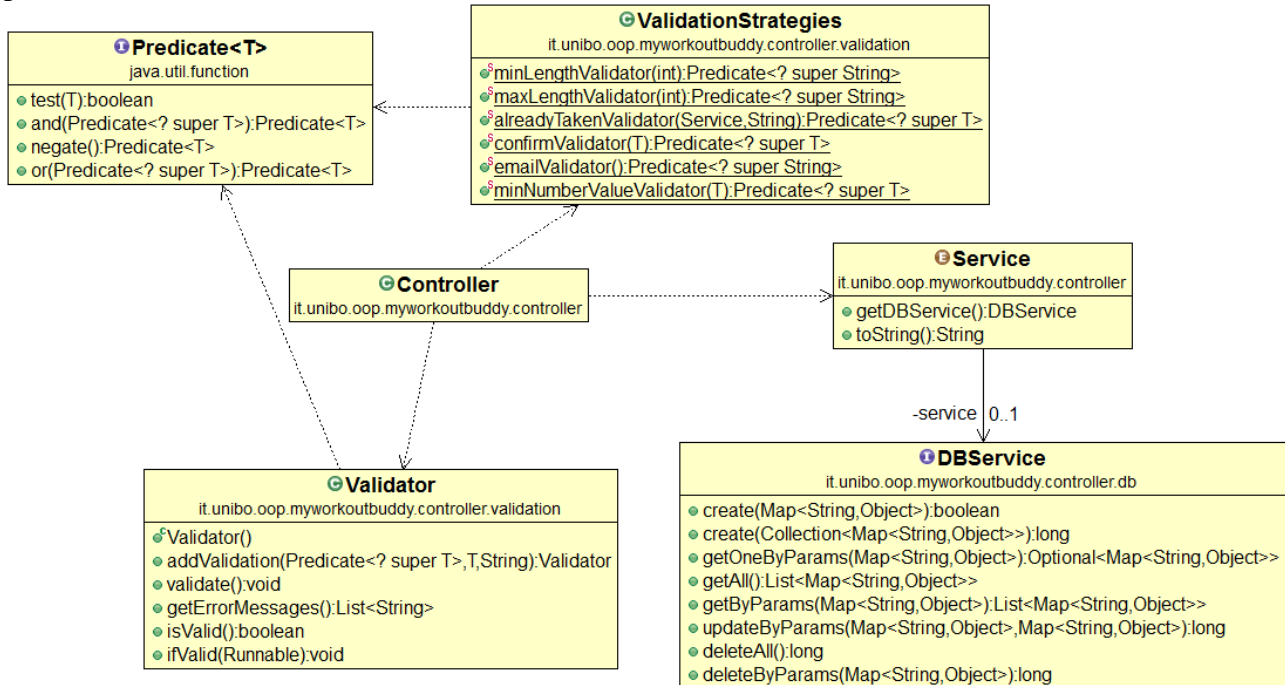 Predicate<T>
java.util.function
test(T):boolean
and(Predicate<? super T>):Predicate<T>
negate():Predicate<T>
or(Predicate<? super T>):Predicate<T>
ValidationStrategies
it.unibo.oop.myworkoutbuddy.controller.validation
minLengthValidator(int):Predicate<? super String>
maxLengthValidator(int):Predicate<? super String>
alreadyTakenValidator(Service,String):Predicate<? super T>
confirmValidator(T):Predicate<? super T>
emailValidator():Predicate<? super String>
minNumberValueValidator(T):Predicate<? super T>
Controller
it.unibo.oop.myworkoutbuddy.controller
Service
it.unibo.oop.myworkoutbuddy.controller
getDBService():DBService
toString():String
-service 0..1
Validator
it.unibo.oop.myworkoutbuddy.controller.validation
Validator()
addValidation(Predicate<? super T>,T,String):Validator
validate():void
getErrorMessages():List<String>
isValid():boolean
ifValid(Runnable):void
DBService
it.unibo.oop.myworkoutbuddy.controller.db
create(Map<String,Object>):boolean
create(Collection<Map<String,Object>>):long
getOneByParams(Map<String,Object>):Optional<Map<String,Object>>
getAll():List<Map<String,Object>>
getByParams(Map<String,Object>):List<Map<String,Object>>
updateByParams(Map<String,Object>,Map<String,Object>):long
deleteAll():long
deleteByParams(Map<String,Object>):long